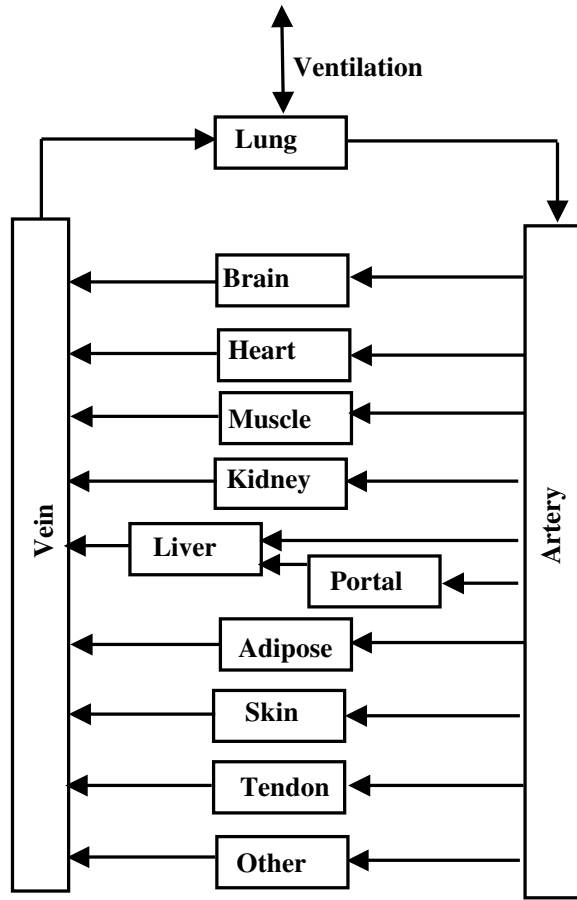 Ventilation
Lung
Brain
Heart
Muscle
Kidney
Vein
Liver
Artery
Portal
Adipose
Skin
Tendon
Other